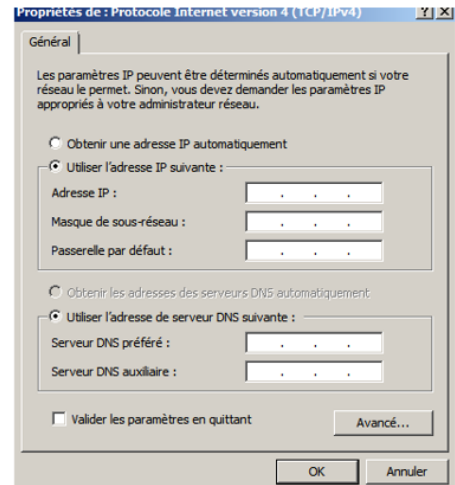 Propriétés de : Protocole Internet version 4 (TCP/IPv4)
Général
Les paramètres IP peuvent être déterminés automatiquement si votre
réseau le permet. Sinon, vous devez demander les paramètres IP
appropriés à votre administrateur réseau.
Obtenir une adresse IP automatiquement
Utiliser l'adresse IP suivante :
Adresse IP :
Masque de sous-réseau :
Passerelle par défaut :
Obtenir les adresses des serveurs DNS automatiquement
Utiliser l'adresse de serveur DNS suivante :
Serveur DNS préféré :
Serveur DNS auxiliaire :
Valider les paramètres en quittant
Avancé...
OK Annuler